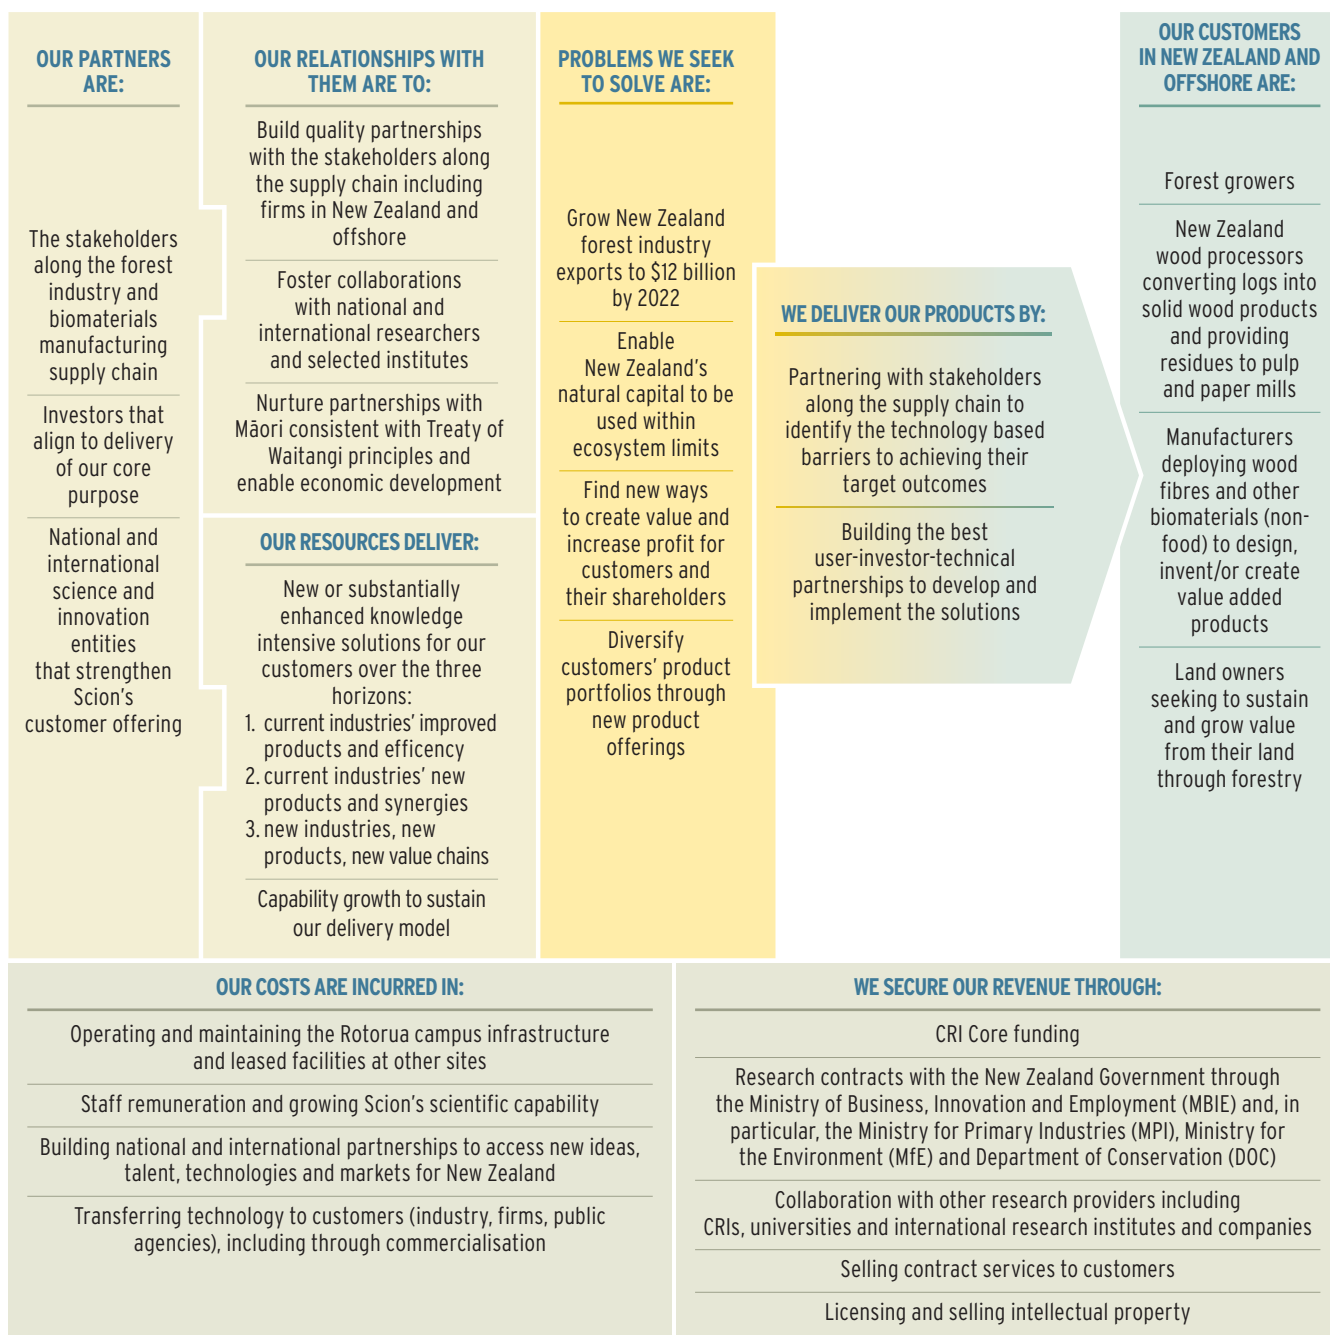 OUR PARTNERS
ARE:
The stakeholders
along the forest
industry and
biomaterials
manufacturing
supply chain
Investors that
align to delivery
of our core
purpose
National and
international
science and
innovation
entities
that strengthen
Scion's
customer offering
OUR RELATIONSHIPS WITH
THEM ARE TO:
Build quality partnerships
with the stakeholders along
the supply chain including
firms in New Zealand and
offshore
Foster collaborations
with national and
international researchers
and selected institutes
Nurture partnerships with
Māori consistent with Treaty of
Waitangi principles and
enable economic development
OUR RESOURCES DELIVER:
New or substantially
enhanced knowledge
intensive solutions for our
customers over the three
horizons:
1. current industries' improved
products and efficency
2. current industries' new
products and synergies
3. new industries, new
products, new value chains
Capability growth to sustain
our delivery model
PROBLEMS WE SEEK
TO SOLVE ARE:
Grow New Zealand
forest industry
exports to $12 billion
by 2022
Enable
New Zealand's
natural capital to be
used within
ecosystem limits
Find new ways
to create value and
increase profit for
customers and
their shareholders
Diversify
customers' product
portfolios through
new product
offerings
WE DELIVER OUR PRODUCTS BY:
Partnering with stakeholders
along the supply chain to
identify the technology based
barriers to achieving their
target outcomes
Building the best
user-investor-technical
partnerships to develop and
implement the solutions
OUR CUSTOMERS
IN NEW ZEALAND AND
OFFSHORE ARE:
Forest growers
New Zealand
wood processors
converting logs into
solid wood products
and providing
residues to pulp
and paper mills
Manufacturers
deploying wood
fibres and other
biomaterials (non-
food) to design,
invent/or create
value added
products
Land owners
seeking to sustain
and grow value
from their land
through forestry
OUR COSTS ARE INCURRED IN:
Operating and maintaining the Rotorua campus infrastructure
and leased facilities at other sites
Staff remuneration and growing Scion's scientific capability
Building national and international partnerships to access new ideas,
talent, technologies and markets for New Zealand
Transferring technology to customers (industry, firms, public
agencies), including through commercialisation
WE SECURE OUR REVENUE THROUGH:
CRI Core funding
Research contracts with the New Zealand Government through
the Ministry of Business, Innovation and Employment (MBIE) and, in
particular, the Ministry for Primary Industries (MPI), Ministry for
the Environment (MfE) and Department of Conservation (DOC)
Collaboration with other research providers including
CRIs, universities and international research institutes and companies
Selling contract services to customers
Licensing and selling intellectual property